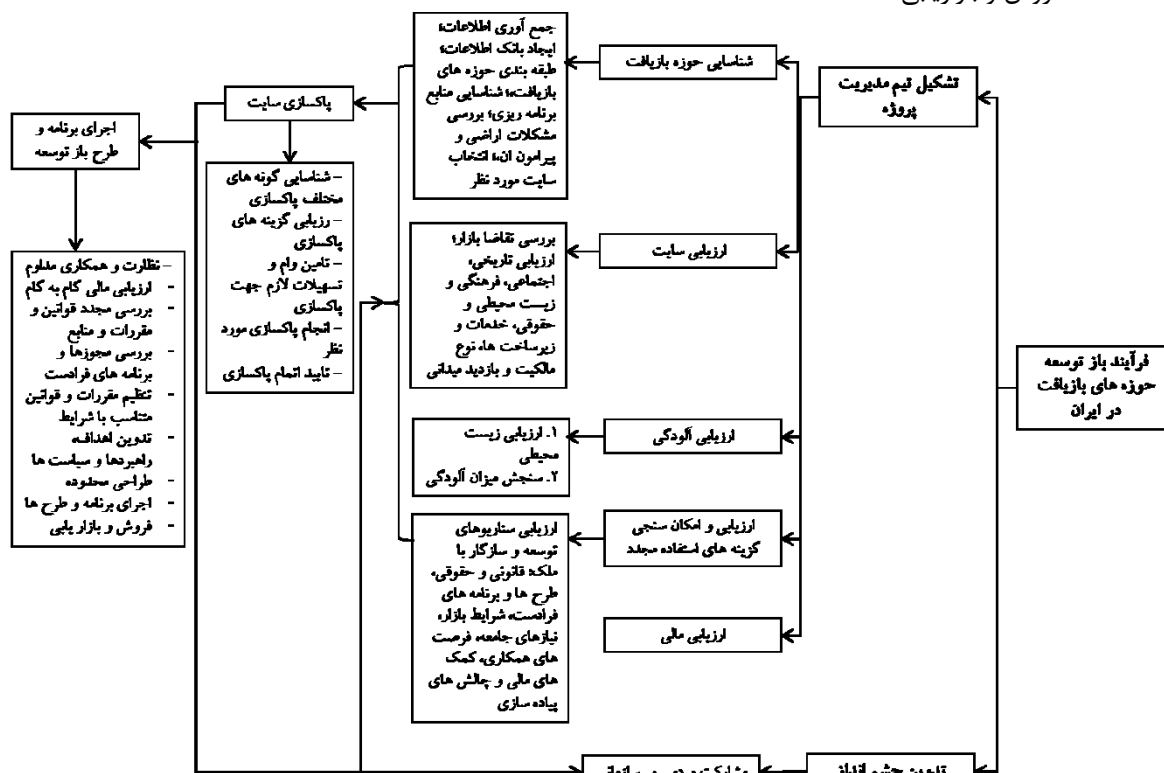 فرآیند باز توسعه
حوزه های بازیافت
در ایران
تشکیل تیم مدیریت
پروژه
شناسایی حوزه بازیافت
جمع آوری اطلاعات؛
ایجاد بانک اطلاعات؛
طبقه بندی حوزه های
بازیافت؛ شناسایی منابع
برنامه ریزی؛ بررسی
مشکلات اراضی و
پیرامون آن؛ انتخاب
سایت مورد نظر
ارزیابی سایت
بررسی تقاضا بازار؛
ارزیابی تاریخی،
اجتماعی، فرهنگی و
زیست محیطی و
حقوقی، خدمات و
زیرساخت ها، نوع
مالکیت و بازدید میدانی
ارزیابی آلودگی
۱. ارزیابی زیست
محیطی
۲. سنجش میزان آلودگی
ارزیابی و امکان سنجی
گزینه های استفاده مجدد
ارزیابی سناریوهای
توسعه و سازگار با
ملک: قانونی و حقوقی،
طرح ها و برنامه های
فرادست، شرایط بازار،
نیازهای جامعه، فرصت
های همکاری، کمک
های مالی و چالش های
پیاده سازی
ارزیابی مالی
پاکسازی سایت
– شناسایی گونه های
مختلف پاکسازی
– رزیابی گزینه های
پاکسازی
– تامین وام و
تسهیلات لازم جهت
پاکسازی
– انجام پاکسازی مورد
نظر
– تایید اتمام پاکسازی
اجرای برنامه و
طرح باز توسعه
– نظارت و همکاری مداوم
ارزیابی مالی گام به گام
- بررسی مجدد قوانین و
مقررات و منابع
- بررسی مجوزها و
برنامه های فرادست
- تنظیم مقررات و قوانین
متناسب با شرایط
- تدوین اهداف،
راهبردها و سیاست ها
- طراحی محدوده
- اجرای برنامه و طرح ها
- فروش و بازار یابی